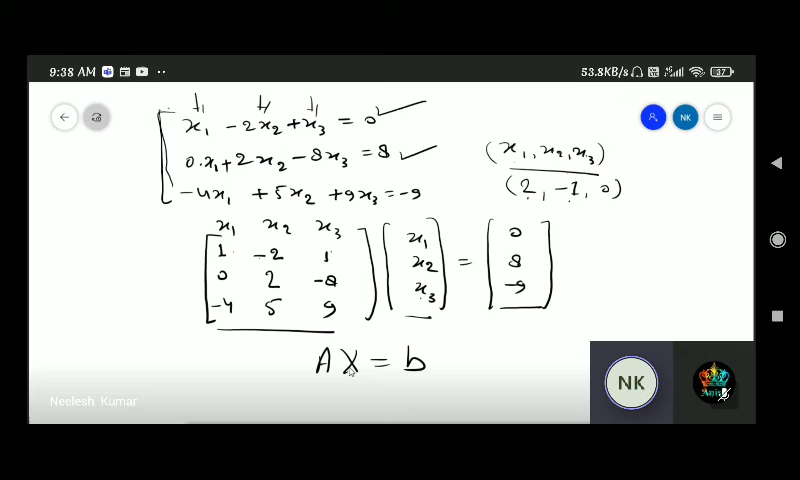 9:38 AM
53.8KB/s 4G 37
x₁ - 2x₂ + x₃ = 0
0.x₁ + 2x₂ - 8x₃ = 8
-4x₁ + 5x₂ + 9x₃ = -9
(x₁, x₂, x₃)
(2, -1, 0)
NK
x₁ x₂ x₃
1 -2 1 x₁ 0
0 2 -8 x₂ = 8
-4 5 9 x₃ -9
AX = b
NK
Neelesh Kumar